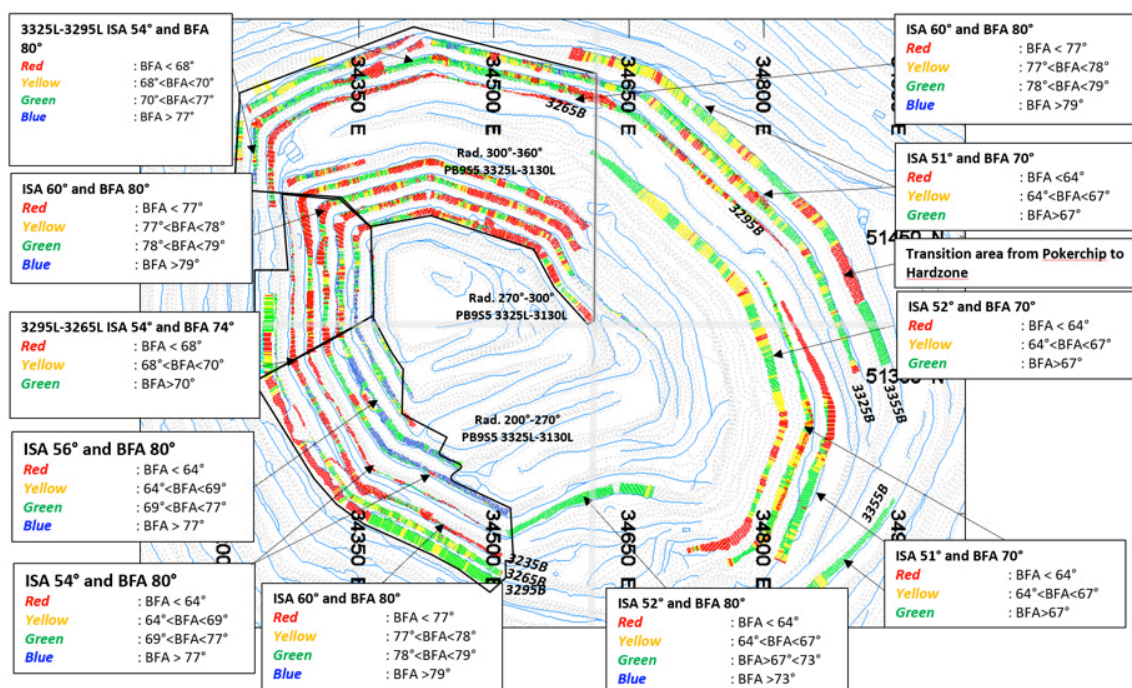 3325L-3295L ISA 54° and BFA
80°
Red : BFA < 68°
Yellow : 68°<BFA<70°
Green : 70°<BFA<77°
Blue : BFA > 77°
ISA 60° and BFA 80°
Red : BFA < 77°
Yellow : 77°<BFA<78°
Green : 78°<BFA<79°
Blue : BFA >79°
3295L-3265L ISA 54° and BFA 74°
Red : BFA < 68°
Yellow : 68°<BFA<70°
Green : BFA>70°
ISA 56° and BFA 80°
Red : BFA < 64°
Yellow : 64°<BFA<69°
Green : 69°<BFA<77°
Blue : BFA > 77°
ISA 54° and BFA 80°
Red : BFA < 64°
Yellow : 64°<BFA<69°
Green : 69°<BFA<77°
Blue : BFA > 77°
ISA 60° and BFA 80°
Red : BFA < 77°
Yellow : 77°<BFA<78°
Green : 78°<BFA<79°
Blue : BFA >79°
ISA 52° and BFA 80°
Red : BFA < 64°
Yellow : 64°<BFA<67°
Green : BFA>67°<73°
Blue : BFA >73°
34350 E
34500 E
34650 E
34800 E
3265B
Rad. 300°-360°
PB9S5 3325L-3130L
3295B
Rad. 270°-300°
PB9S5 3325L-3130L
Rad. 200°-270°
PB9S5 3325L-3130L
3325B
3355B
3355B
3235B
3265B
3295B
34350 E
34500 E
34650 E
34800 E
ISA 60° and BFA 80°
Red : BFA < 77°
Yellow : 77°<BFA<78°
Green : 78°<BFA<79°
Blue : BFA >79°
ISA 51° and BFA 70°
Red : BFA <64°
Yellow : 64°<BFA<67°
Green : BFA>67°
Transition area from Pokerchip to
Hardzone
ISA 52° and BFA 70°
Red : BFA < 64°
Yellow : 64°<BFA<67°
Green : BFA>67°
ISA 51° and BFA 70°
Red : BFA < 64°
Yellow : 64°<BFA<67°
Green : BFA>67°